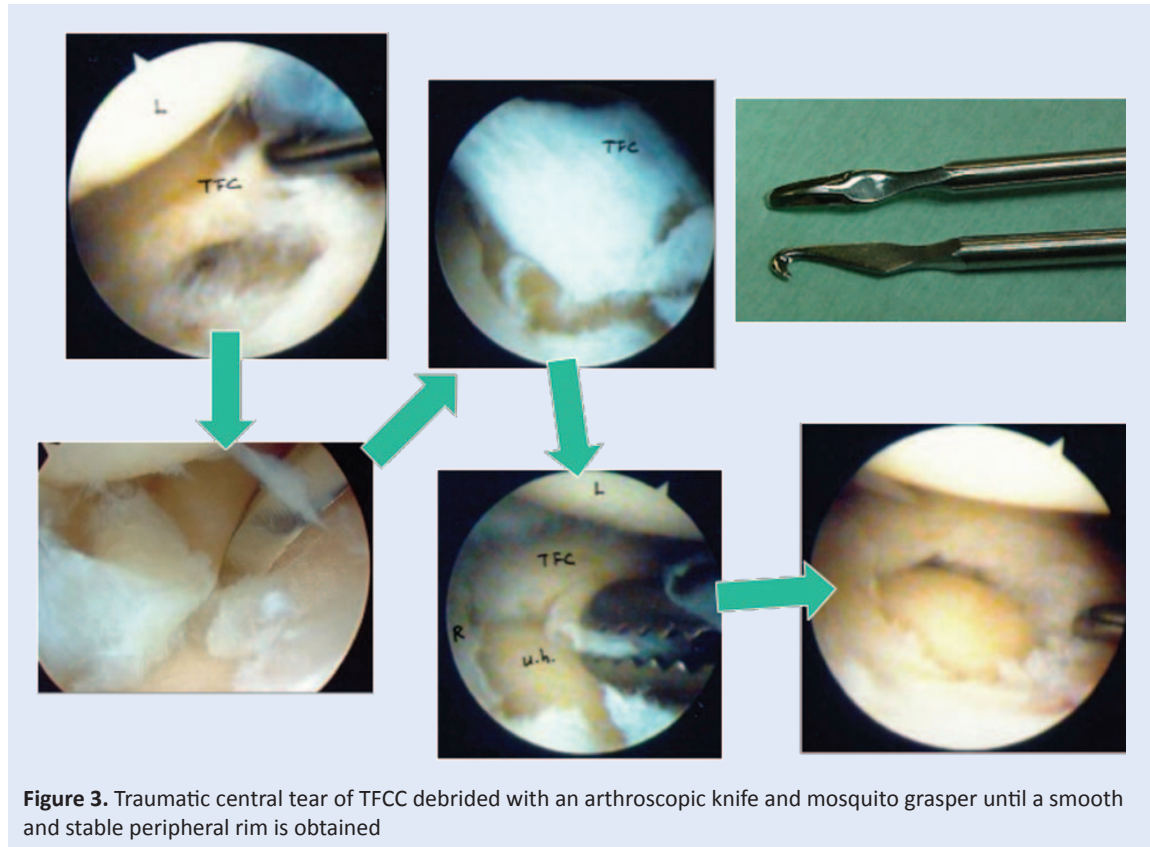 L
TFC
TFC
L
TFC
R
u.h.
Figure 3. Traumatic central tear of TFCC debrided with an arthroscopic knife and mosquito grasper until a smooth
and stable peripheral rim is obtained